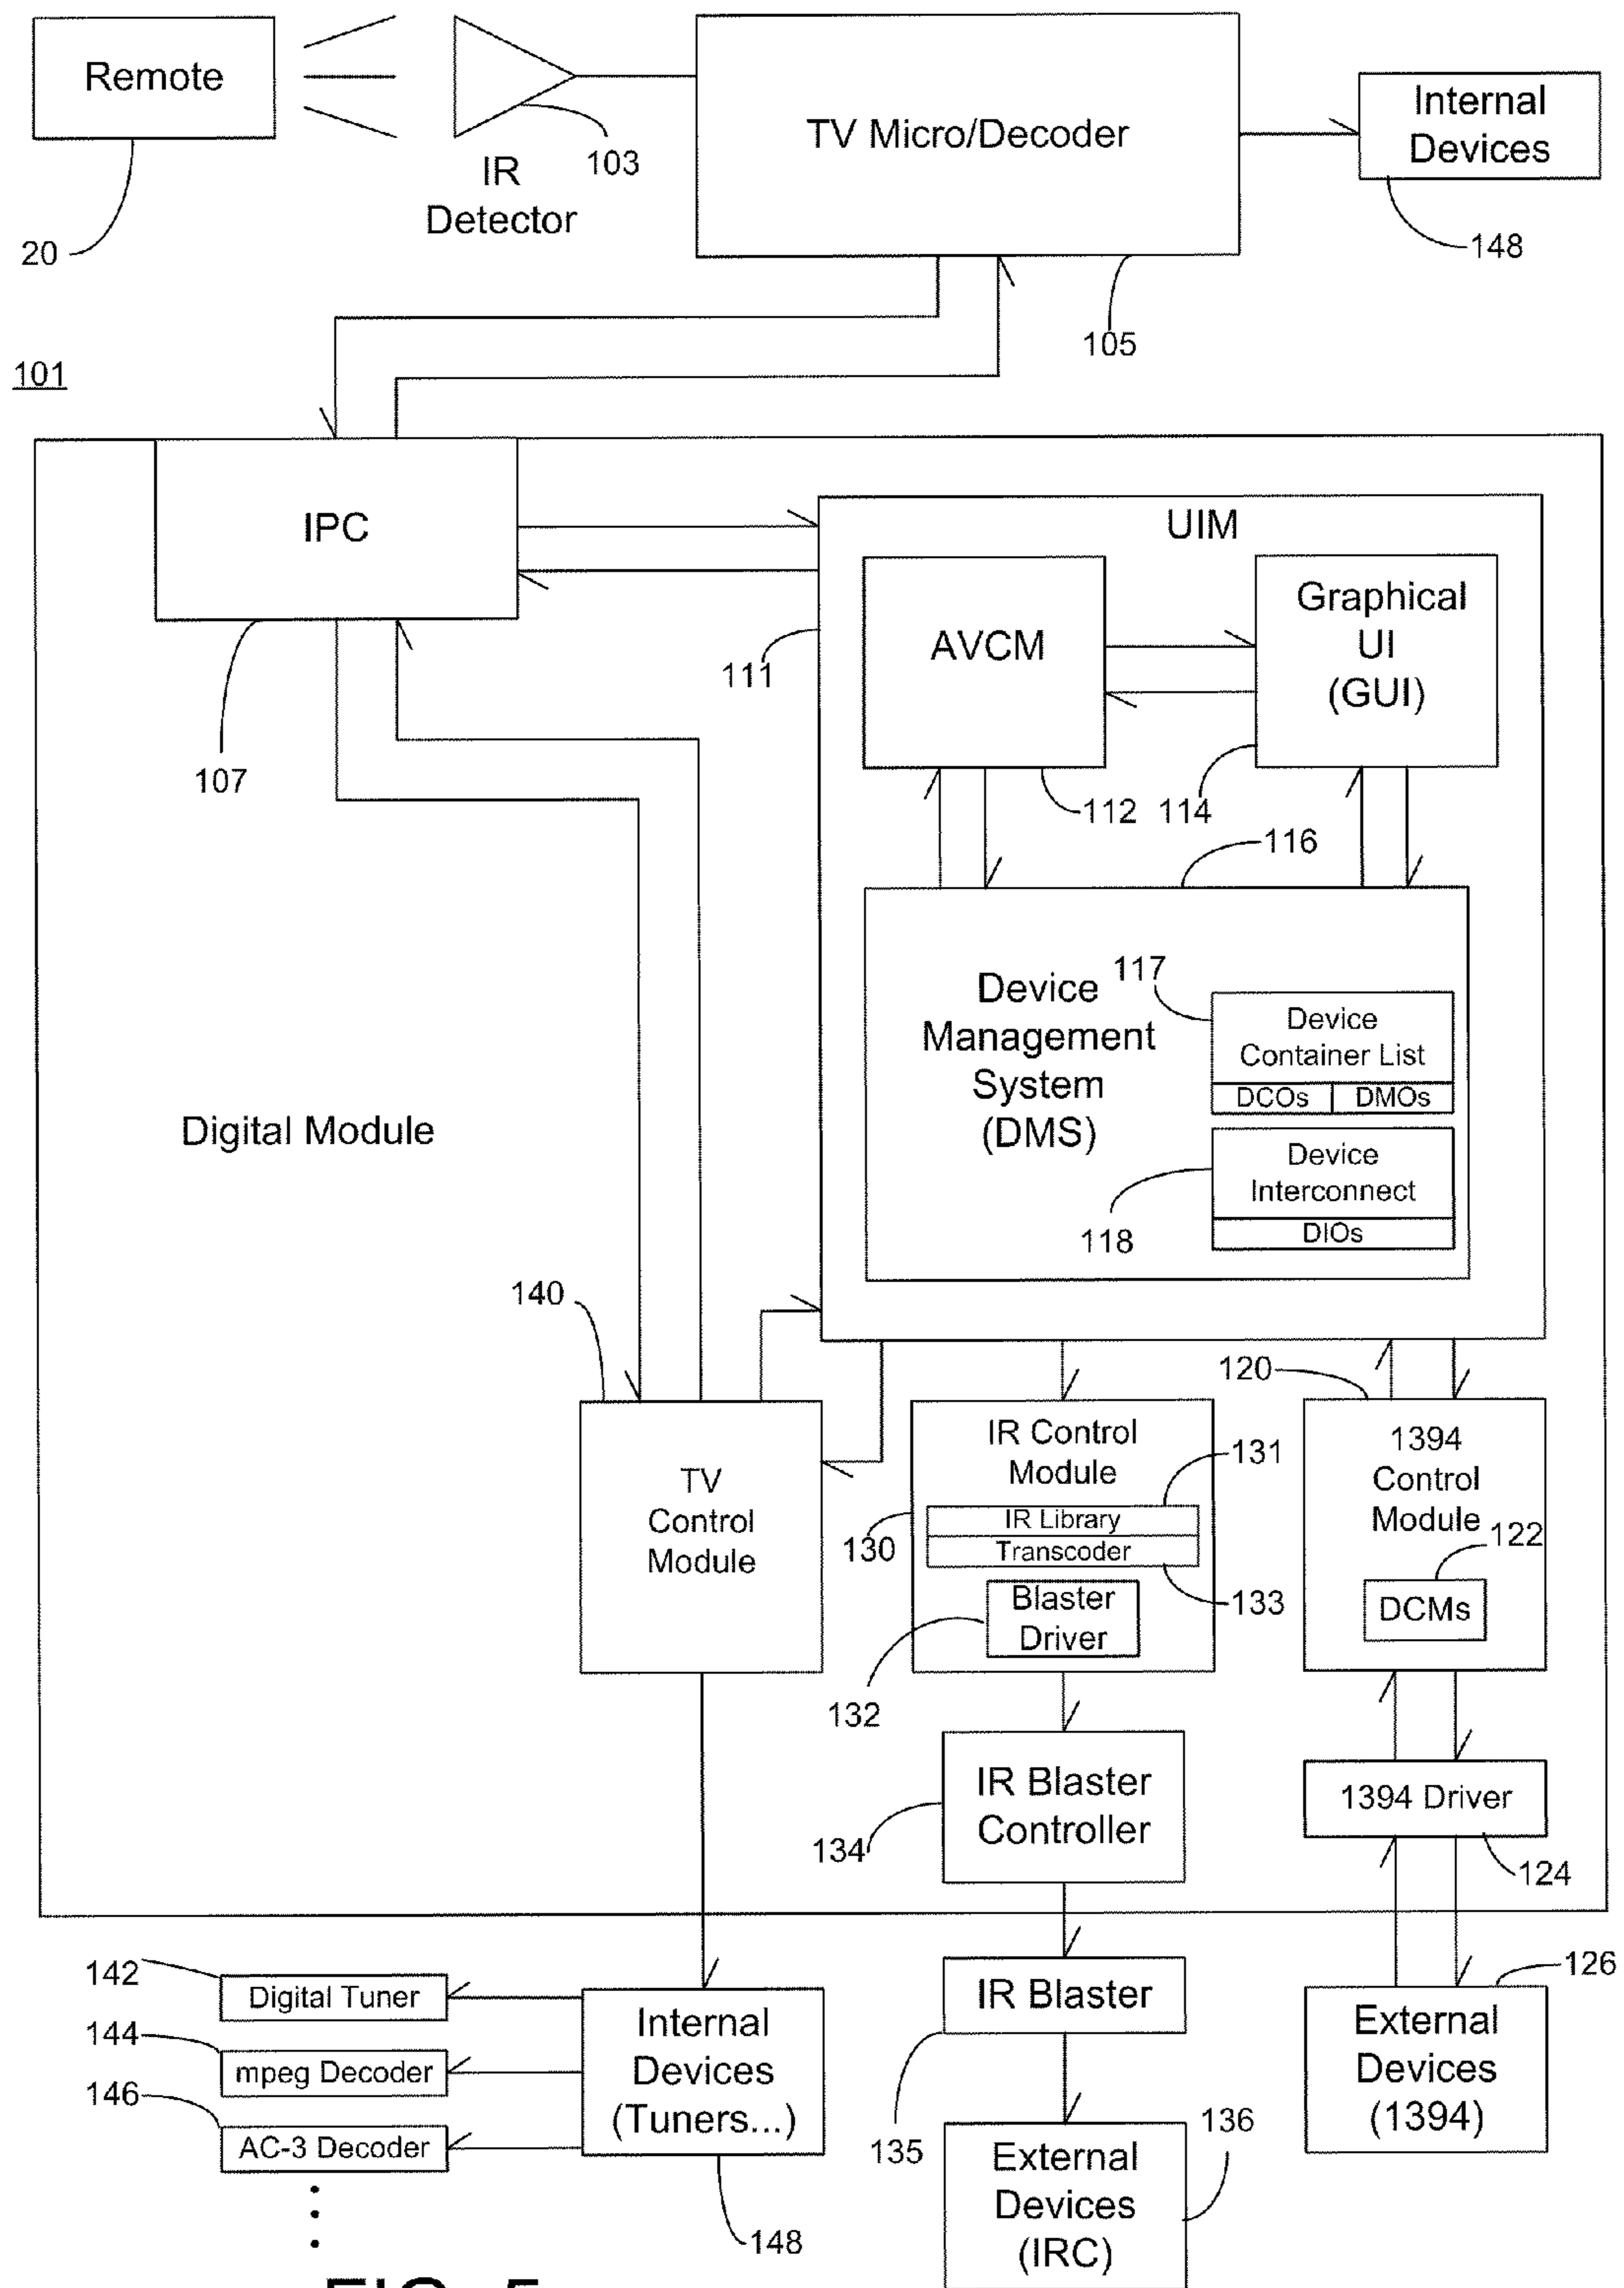 Remote
IR
Detector
103
TV Micro/Decoder
Internal
Devices
20
148
105
101
IPC
UIM
AVCM
Graphical
UI
(GUI)
111
107
112
114
116
Device
Management
System
(DMS)
117
Device
Container List
DCOs
DMOs
Device
Interconnect
DIOs
118
Digital Module
140
TV
Control
Module
IR Control
Module
131
IR Library
Transcoder
130
133
Blaster
Driver
132
120
1394
Control
Module
122
DCMs
IR Blaster
Controller
134
1394 Driver
124
142
Digital Tuner
144
mpeg Decoder
146
AC-3 Decoder
Internal
Devices
(Tuners...)
148
IR Blaster
135
External
Devices
(IRC)
136
126
External
Devices
(1394)
FIG. 5